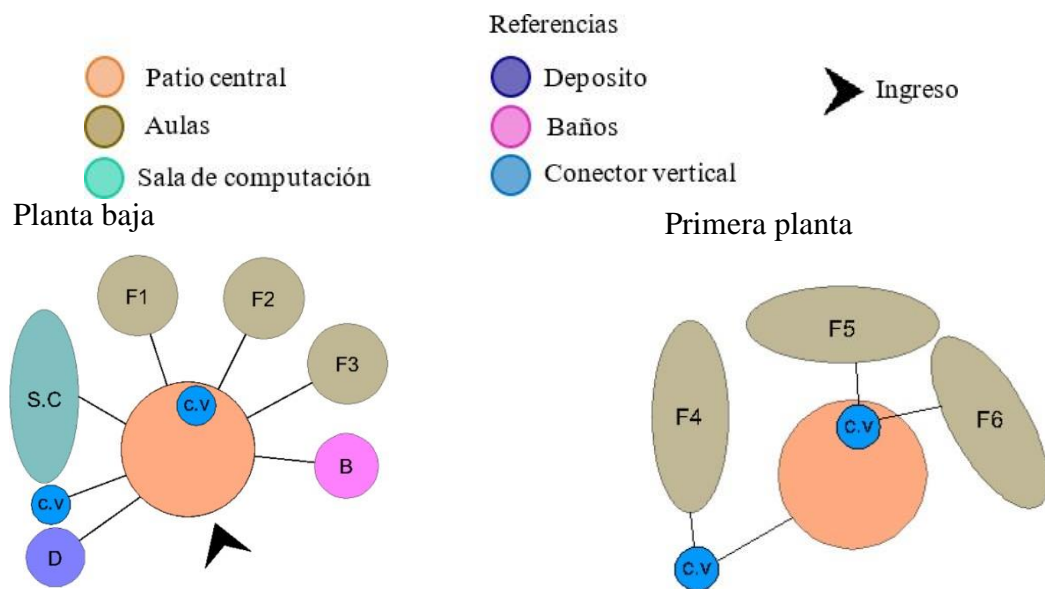 Referencias
Patio central
Aulas
Sala de computación
Deposito
Baños
Conector vertical
Ingreso
Planta baja
F1
F2
F3
S.C
C.V
B
C.V
D
Primera planta
F5
F4
F6
C.V
C.V